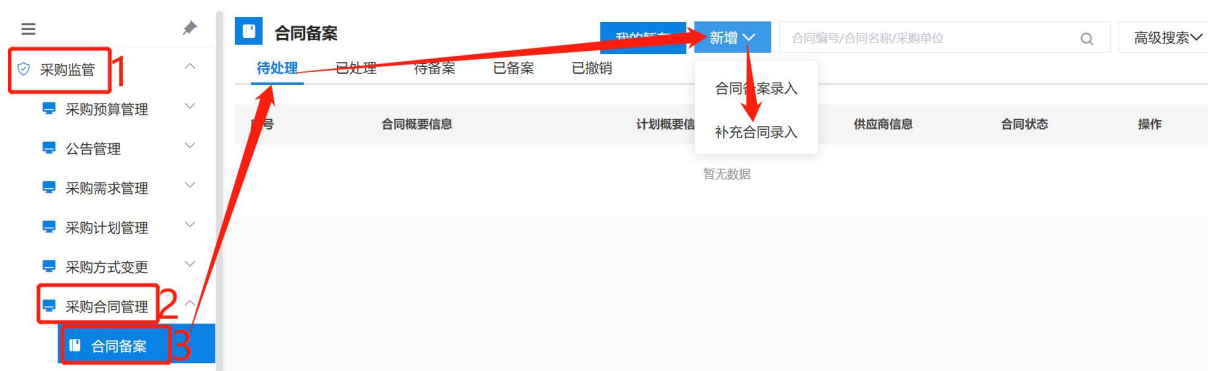 合同备案
新增
合同编号/合同名称/采购单位
高级搜索
采购监管 1
待处理 已处理 待备案 已备案 已撤销
合同备案录入
补充合同录入
采购预算管理
合同概要信息 计划概要信 供应商信息 合同状态 操作
公告管理
暂无数据
采购需求管理
采购计划管理
采购方式变更
采购合同管理 2
合同备案 3